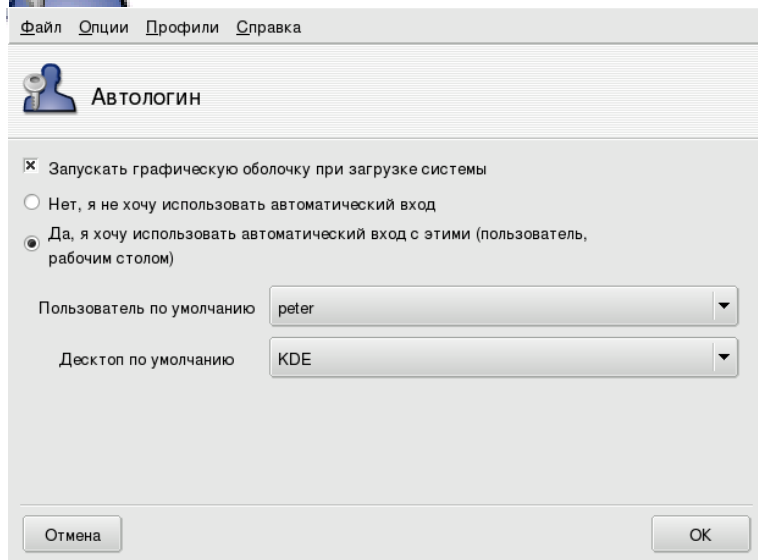 Файл Опции Профили Справка
Автологин
Запускать графическую оболочку при загрузке системы
Нет, я не хочу использовать автоматический вход
Да, я хочу использовать автоматический вход с этими (пользователь,
рабочим столом)
Пользователь по умолчанию peter
Десктоп по умолчанию KDE
Отмена OK